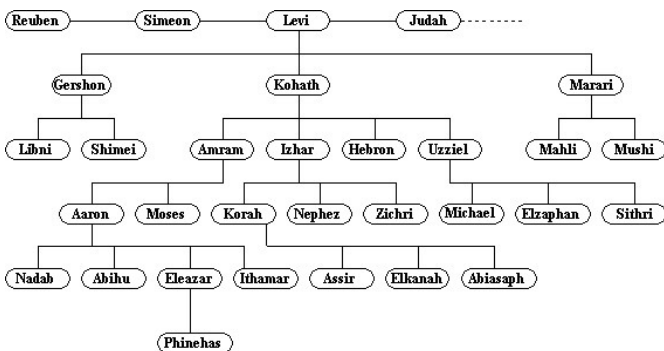 Reuben Simeon Levi Judah
Gershon Kohath Marari
Libni Shimei Amram Izhar Hebron Uzziel Mahli Mushi
Aaron Moses Korah Nephez Zichri Michael Elzaphan Sithri
Nadab Abihu Eleazar Ithamar Assir Elkanah Abiasaph
Phinehas